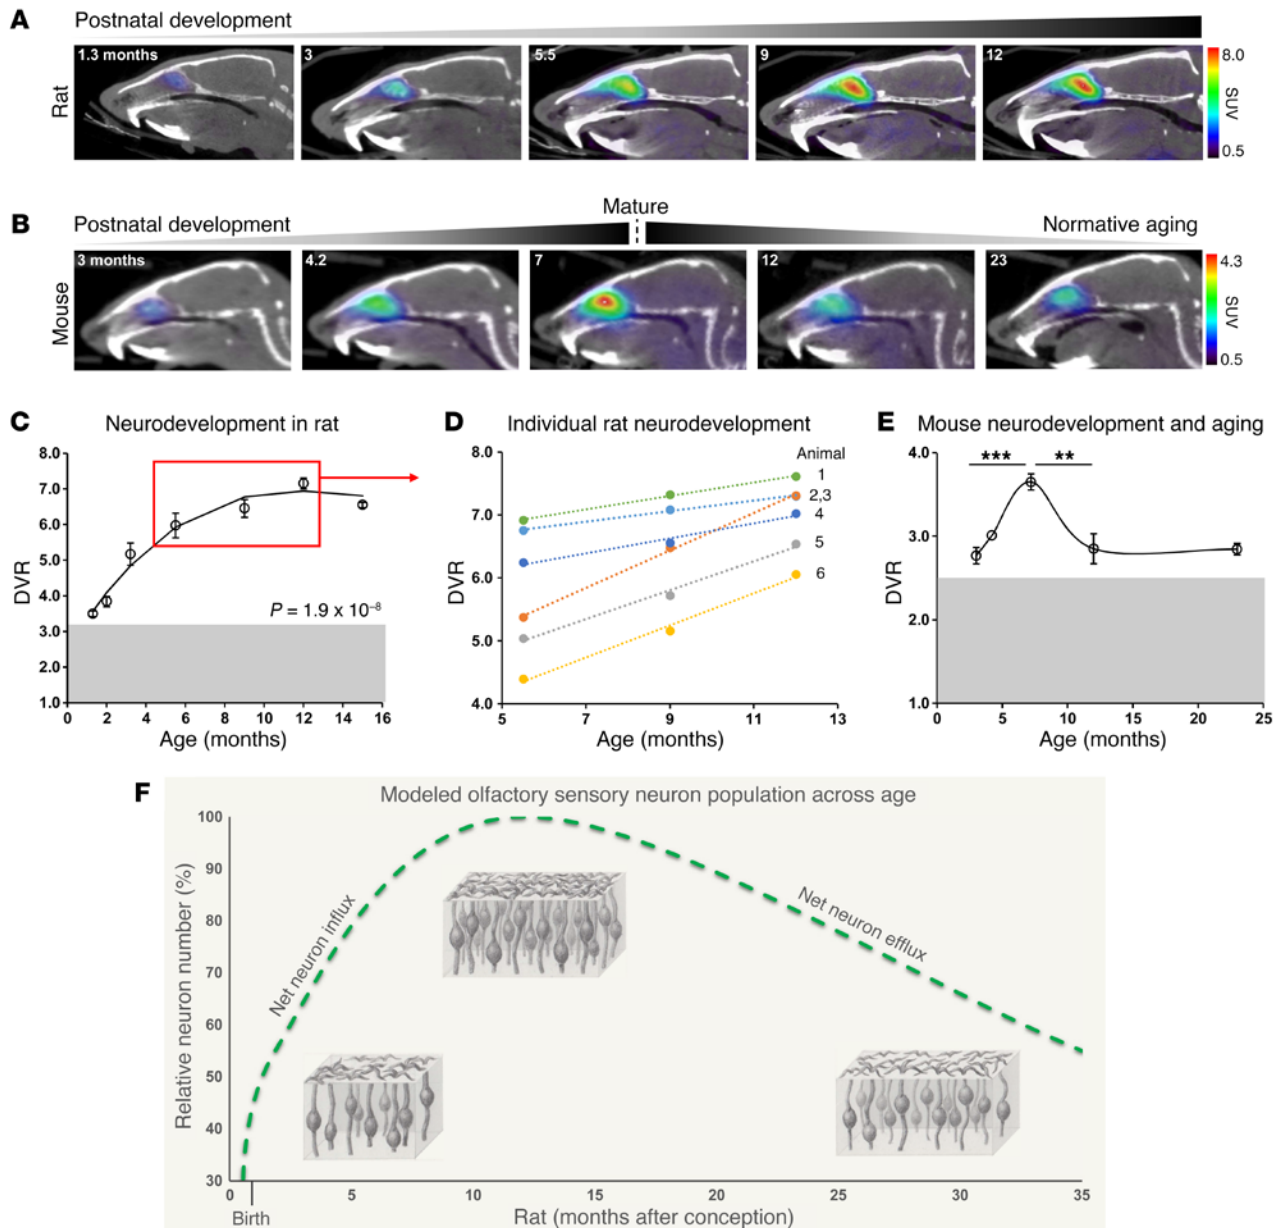 A
Postnatal development
Rat
1.3 months
3
5.5
9
12
8.0
SUV
0.5
B
Postnatal development
Mature
Normative aging
Mouse
3 months
4.2
7
12
23
4.3
SUV
0.5
C
Neurodevelopment in rat
8.0
7.0
6.0
5.0
4.0
3.0
2.0
1.0
DVR
P = 1.9 x 10⁻⁸
0 2 4 6 8 10 12 14 16
Age (months)
D
Individual rat neurodevelopment
Animal
8.0
7.0
6.0
5.0
4.0
DVR
1
2,3
4
5
6
5 7 9 11 13
Age (months)
E
Mouse neurodevelopment and aging
*** **
4.0
3.0
2.0
1.0
DVR
0 5 10 15 20 25
Age (months)
F
Modeled olfactory sensory neuron population across age
100
90
80
70
60
50
40
30
Relative neuron number (%)
Net neuron influx
Net neuron efflux
0 5 10 15 20 25 30 35
Birth
Rat (months after conception)